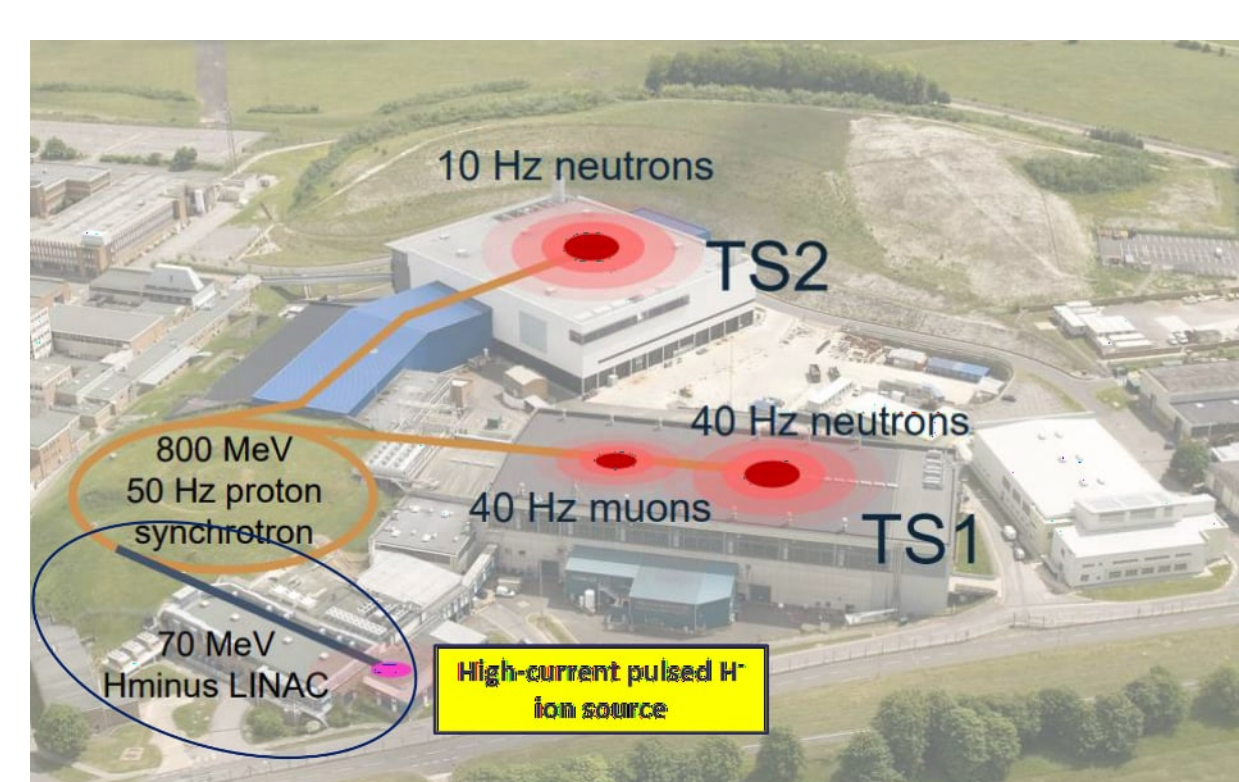 10 Hz neutrons
TS2
40 Hz neutrons
800 MeV
50 Hz proton
synchrotron
40 Hz muons
TS1
70 MeV
Hminus LINAC
High-current pulsed H⁻
ion source